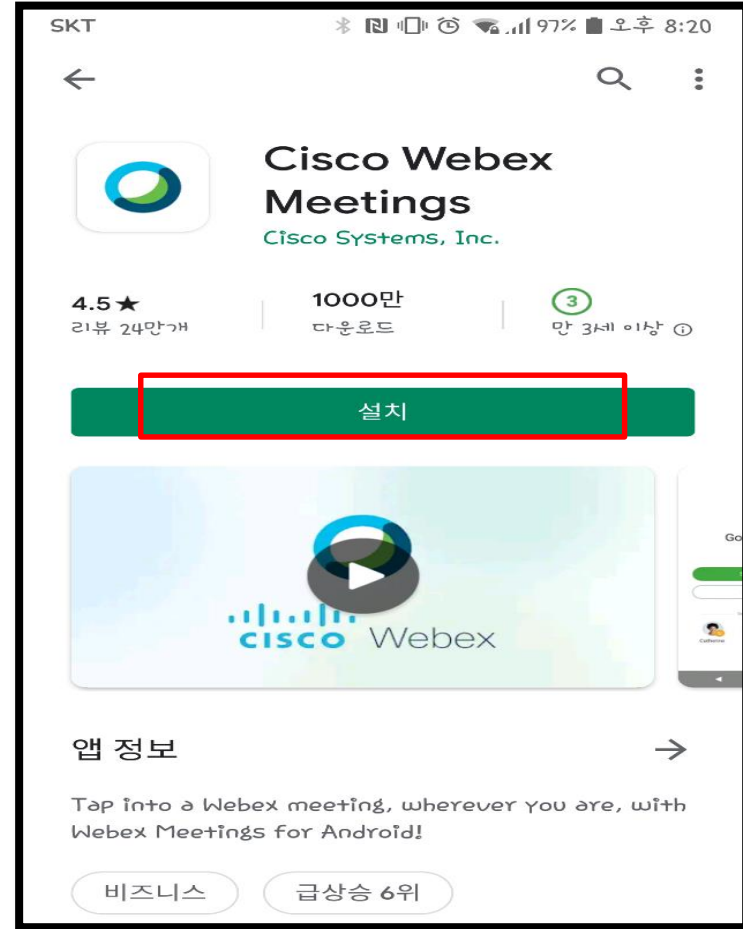 SKT 97% 오후 8:20
Cisco Webex
Meetings
Cisco Systems, Inc.
4.5★ 1000만 3
리뷰 24만개 다운로드 만 3세 이상
설치
Go
cisco Webex
Catherine
앱 정보
Tap into a Webex meeting, wherever you are, with
Webex Meetings for Android!
비즈니스 급상승 6위